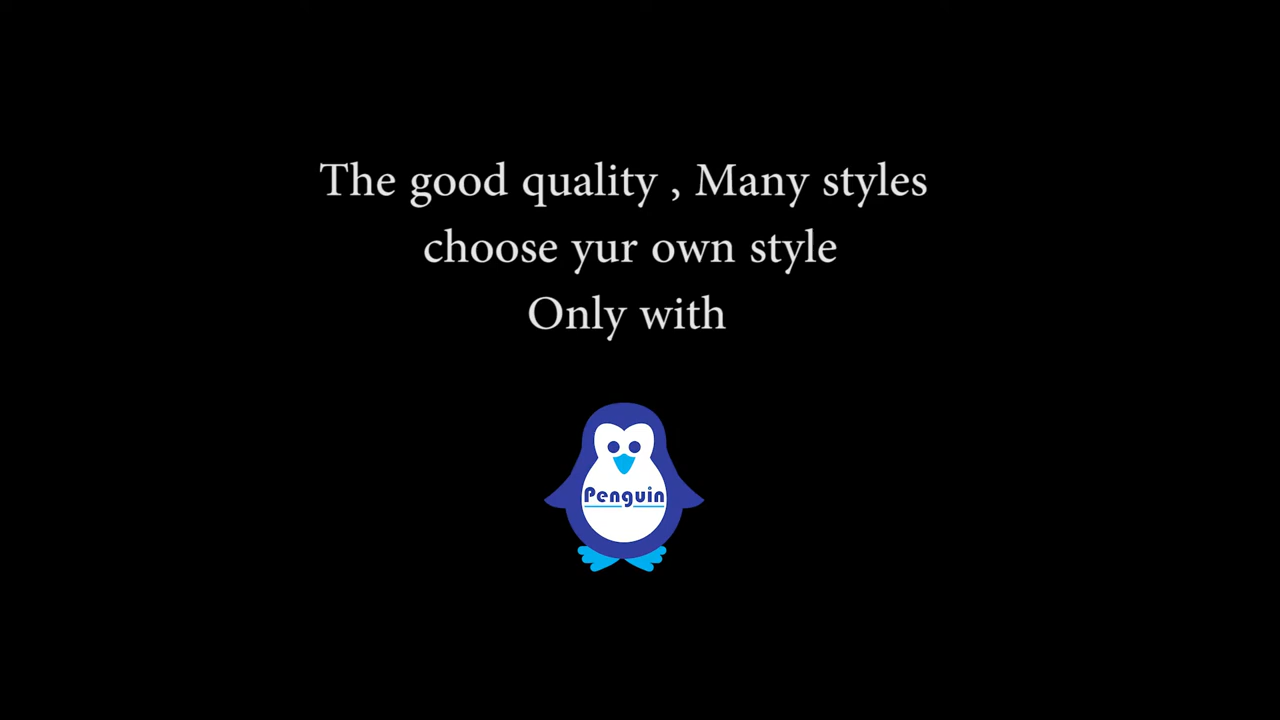 The good quality , Many styles
choose yur own style
Only with
Penguin